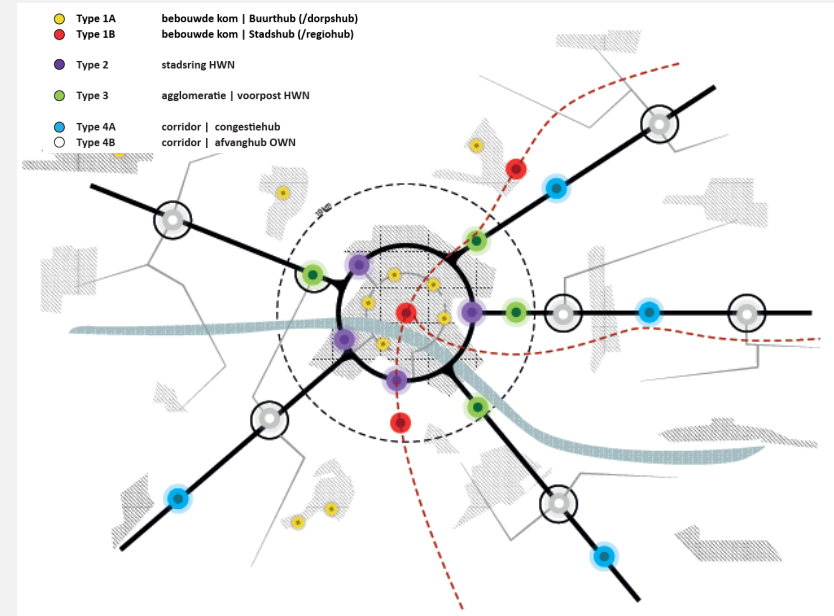 Type 1A bebouwde kom | Buurthub (/dorpshub)
Type 1B bebouwde kom | Stadshub (/regiohub)
Type 2 stadsring HWN
Type 3 agglomeratie | voorpost HWN
Type 4A corridor | congestiehub
Type 4B corridor | afvanghub OWN